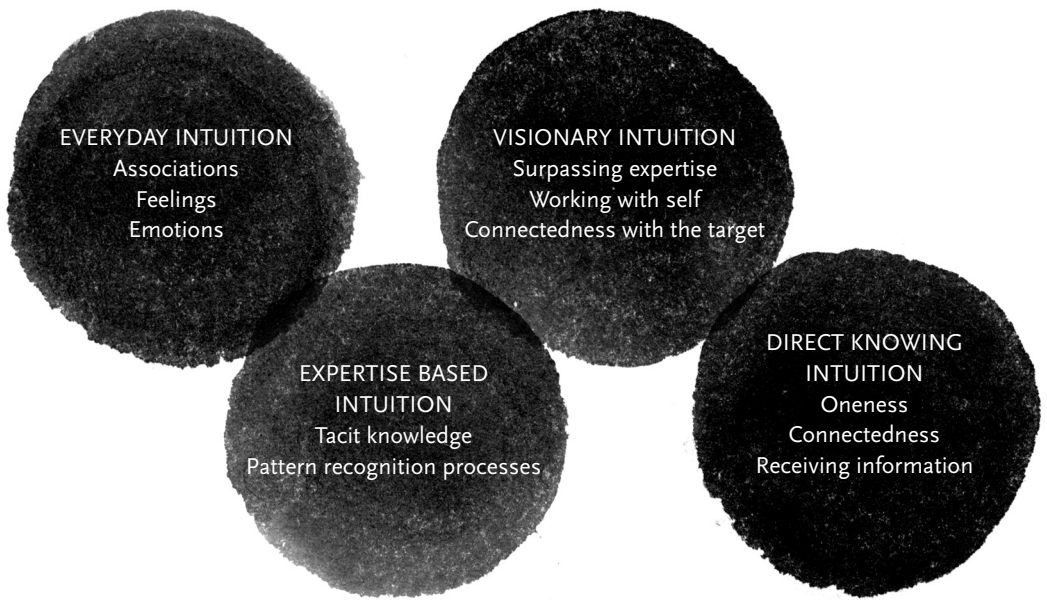 EVERYDAY INTUITION
Associations
Feelings
Emotions
EXPERTISE BASED
INTUITION
Tacit knowledge
Pattern recognition processes
VISIONARY INTUITION
Surpassing expertise
Working with self
Connectedness with the target
DIRECT KNOWING
INTUITION
Oneness
Connectedness
Receiving information